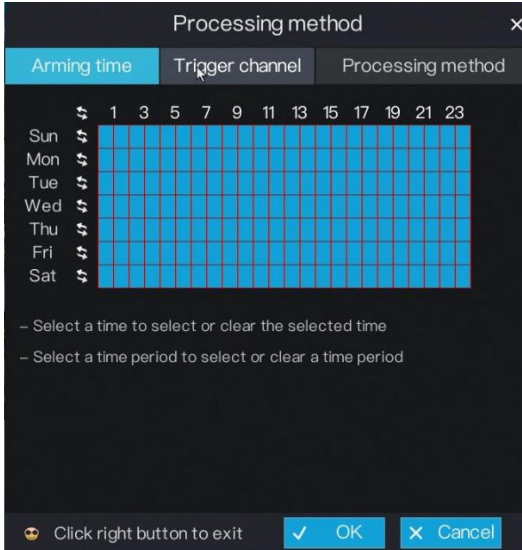 Processing method
Arming time Trigger channel Processing method
1 3 5 7 9 11 13 15 17 19 21 23
Sun
Mon
Tue
Wed
Thu
Fri
Sat
– Select a time to select or clear the selected time
– Select a time period to select or clear a time period
Click right button to exit OK Cancel